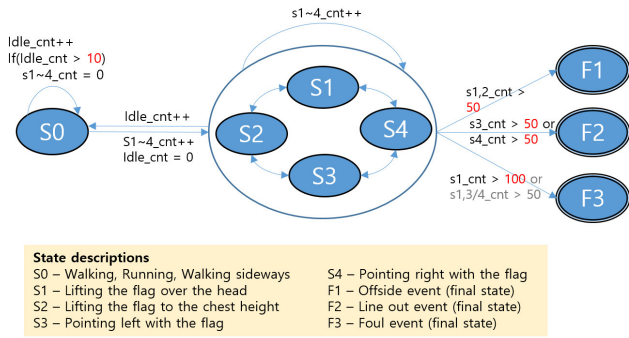 s1~4_cnt++
Idle_cnt++
If(Idle_cnt > 10)
s1~4_cnt = 0
S0
Idle_cnt++
S1~4_cnt++
Idle_cnt = 0
S1
S2
S4
S3
s1,2_cnt >
50
s3_cnt > 50 or
s4_cnt > 50
s1_cnt > 100 or
s1,3/4_cnt > 50
F1
F2
F3
State descriptions
S0 – Walking, Running, Walking sideways
S1 – Lifting the flag over the head
S2 – Lifting the flag to the chest height
S3 – Pointing left with the flag
S4 – Pointing right with the flag
F1 – Offside event (final state)
F2 – Line out event (final state)
F3 – Foul event (final state)